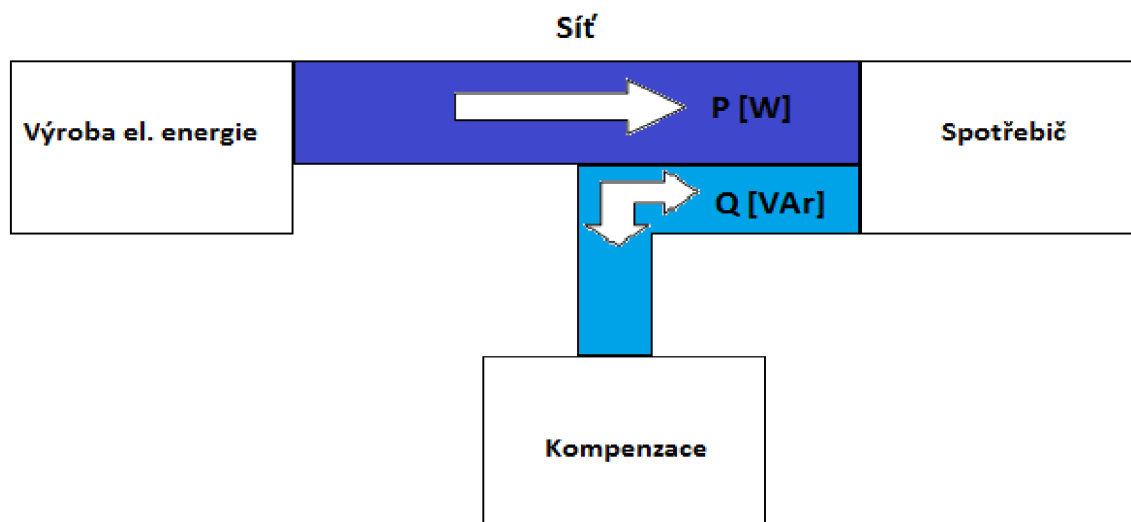 Síť
Výroba el. energie
P [W]
Spotřebič
Q [VAr]
Kompenzace